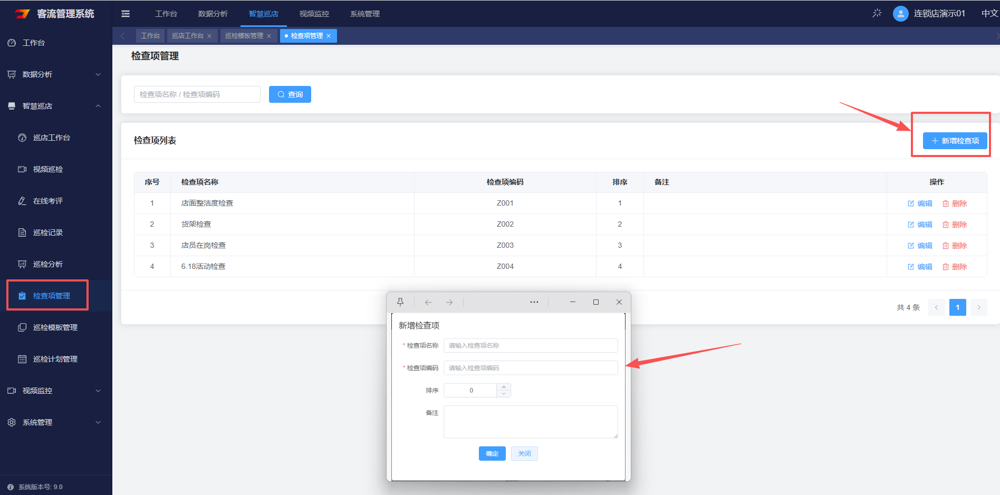 客流管理系统
工作台
数据分析
智慧巡店
视频监控
系统管理
连锁店演示01
中文
工作台
巡店工作台
巡检模板管理
检查项管理
工作台
数据分析
智慧巡店
巡店工作台
视频巡检
在线考评
巡检记录
巡检分析
检查项管理
巡检模板管理
巡检计划管理
视频监控
系统管理
系统版本号: 9.0
检查项管理
检查项名称 / 检查项编码
查询
检查项列表
新增检查项
序号 检查项名称 检查项编码 排序 备注 操作
1 店面整洁度检查 Z001 1 编辑 删除
2 货架检查 Z002 2 编辑 删除
3 店员在岗检查 Z003 3 编辑 删除
4 6.18活动检查 Z004 4 编辑 删除
共 4 条
1
新增检查项
* 检查项名称 请输入检查项名称
* 检查项编码 请输入检查项编码
排序 0
备注
确定 关闭